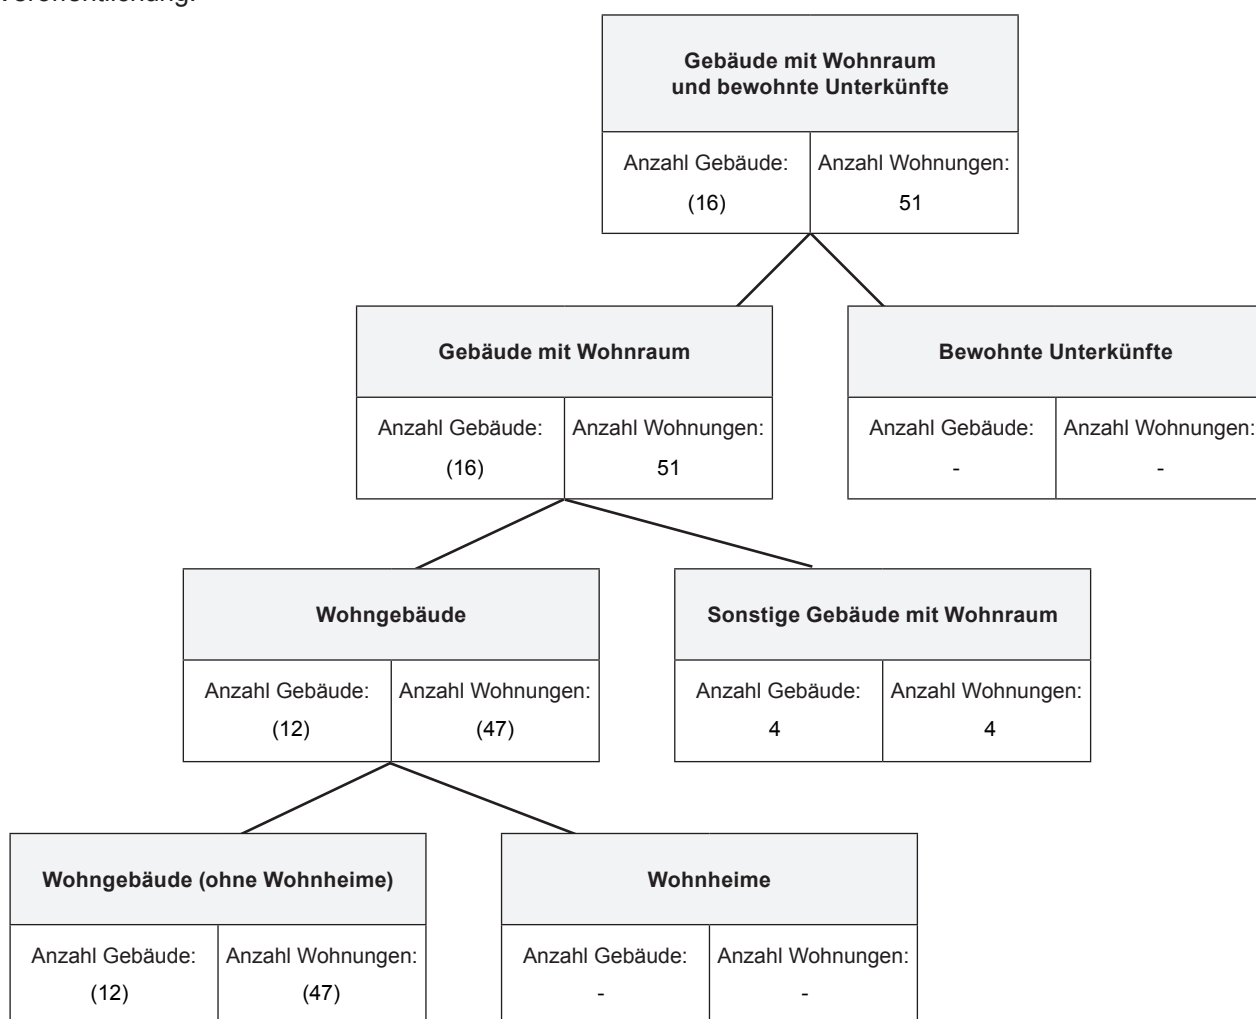 Veröffentlichung.
Gebäude mit Wohnraum
und bewohnte Unterkünfte
Anzahl Gebäude: Anzahl Wohnungen:
(16) 51
Gebäude mit Wohnraum
Anzahl Gebäude: Anzahl Wohnungen:
(16) 51
Bewohnte Unterkünfte
Anzahl Gebäude: Anzahl Wohnungen:
- -
Wohngebäude
Anzahl Gebäude: Anzahl Wohnungen:
(12) (47)
Sonstige Gebäude mit Wohnraum
Anzahl Gebäude: Anzahl Wohnungen:
4 4
Wohngebäude (ohne Wohnheime)
Anzahl Gebäude: Anzahl Wohnungen:
(12) (47)
Wohnheime
Anzahl Gebäude: Anzahl Wohnungen:
- -